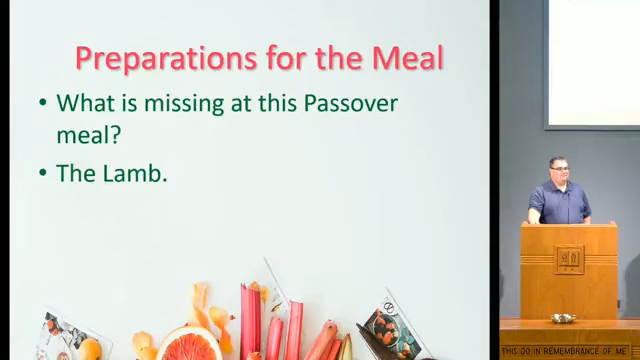 Preparations for the Meal
• What is missing at this Passover
meal?
• The Lamb.
THIS DO IN REMEMBRANCE OF ME